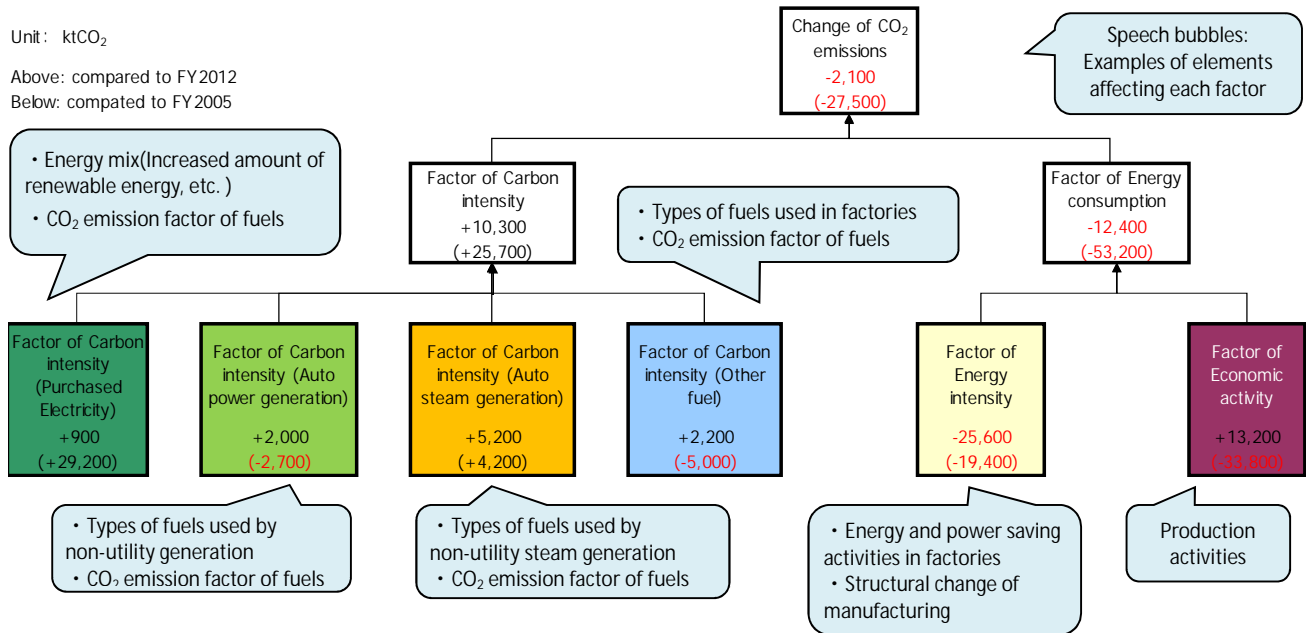 Unit: ktCO₂
Above: compared to FY2012
Below: compated to FY2005
Change of CO₂
emissions
-2,100
(-27,500)
Speech bubbles:
Examples of elements
affecting each factor
・Energy mix(Increased amount of
renewable energy, etc. )
・CO₂ emission factor of fuels
Factor of Carbon
intensity
+10,300
(+25,700)
・Types of fuels used in factories
・CO₂ emission factor of fuels
Factor of Energy
consumption
-12,400
(-53,200)
Factor of Carbon
intensity
(Purchased
Electricity)
+900
(+29,200)
Factor of Carbon
intensity (Auto
power generation)
+2,000
(-2,700)
Factor of Carbon
intensity (Auto
steam generation)
+5,200
(+4,200)
Factor of Carbon
intensity (Other
fuel)
+2,200
(-5,000)
Factor of
Energy
intensity
-25,600
(-19,400)
Factor of
Economic
activity
+13,200
(-33,800)
・Types of fuels used by
non-utility generation
・CO₂ emission factor of fuels
・Types of fuels used by
non-utility steam generation
・CO₂ emission factor of fuels
・Energy and power saving
activities in factories
・Structural change of
manufacturing
Production
activities